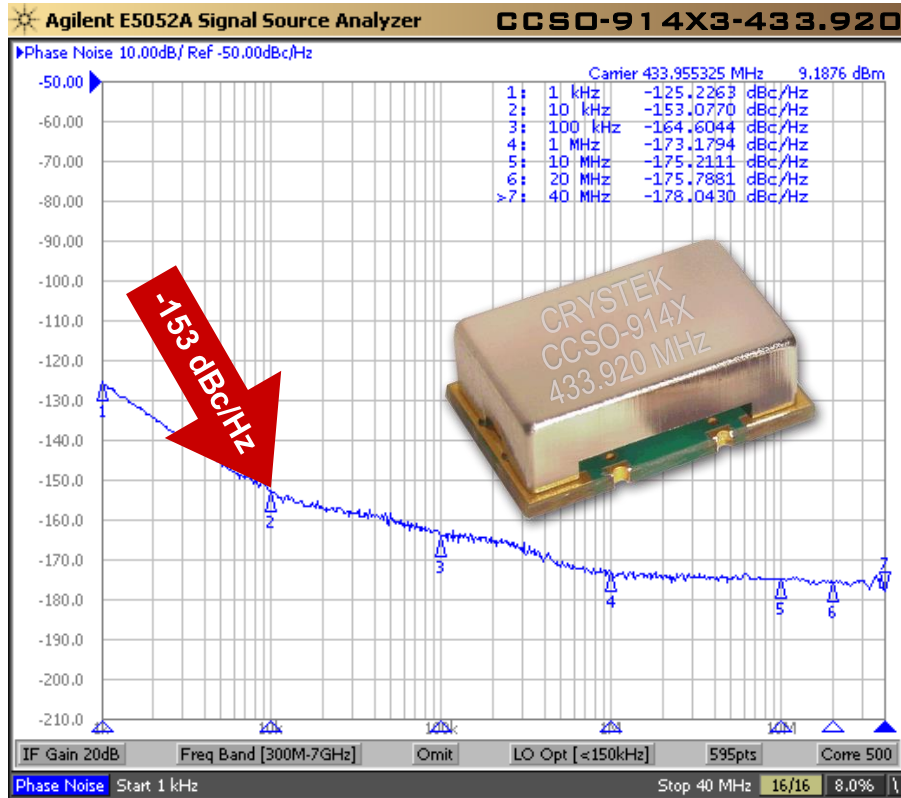 Agilent E5052A Signal Source Analyzer
CCSO-914X3-433.920
Phase Noise 10.00dB/ Ref -50.00dBc/Hz
Carrier 433.955325 MHz 9.1876 dBm
1: 1 kHz -125.2263 dBc/Hz
2: 10 kHz -153.0770 dBc/Hz
3: 100 kHz -164.6044 dBc/Hz
4: 1 MHz -173.1794 dBc/Hz
5: 10 MHz -175.2111 dBc/Hz
6: 20 MHz -175.7881 dBc/Hz
>7: 40 MHz -178.0430 dBc/Hz
-50.00
-60.00
-70.00
-80.00
-90.00
-100.0
-110.0
-120.0
-130.0
-140.0
-150.0
-160.0
-170.0
-180.0
-190.0
-200.0
-210.0
-153 dBc/Hz
CRYSTEK
CCSO-914X
433.920 MHz
1
2
3
4
5
6
7
1k
10k
100k
1M
10M
IF Gain 20dB
Freq Band [300M-7GHz]
Omit
LO Opt [<150kHz]
595pts
Corre 500
Phase Noise Start 1 kHz
Stop 40 MHz
16/16
8.0%